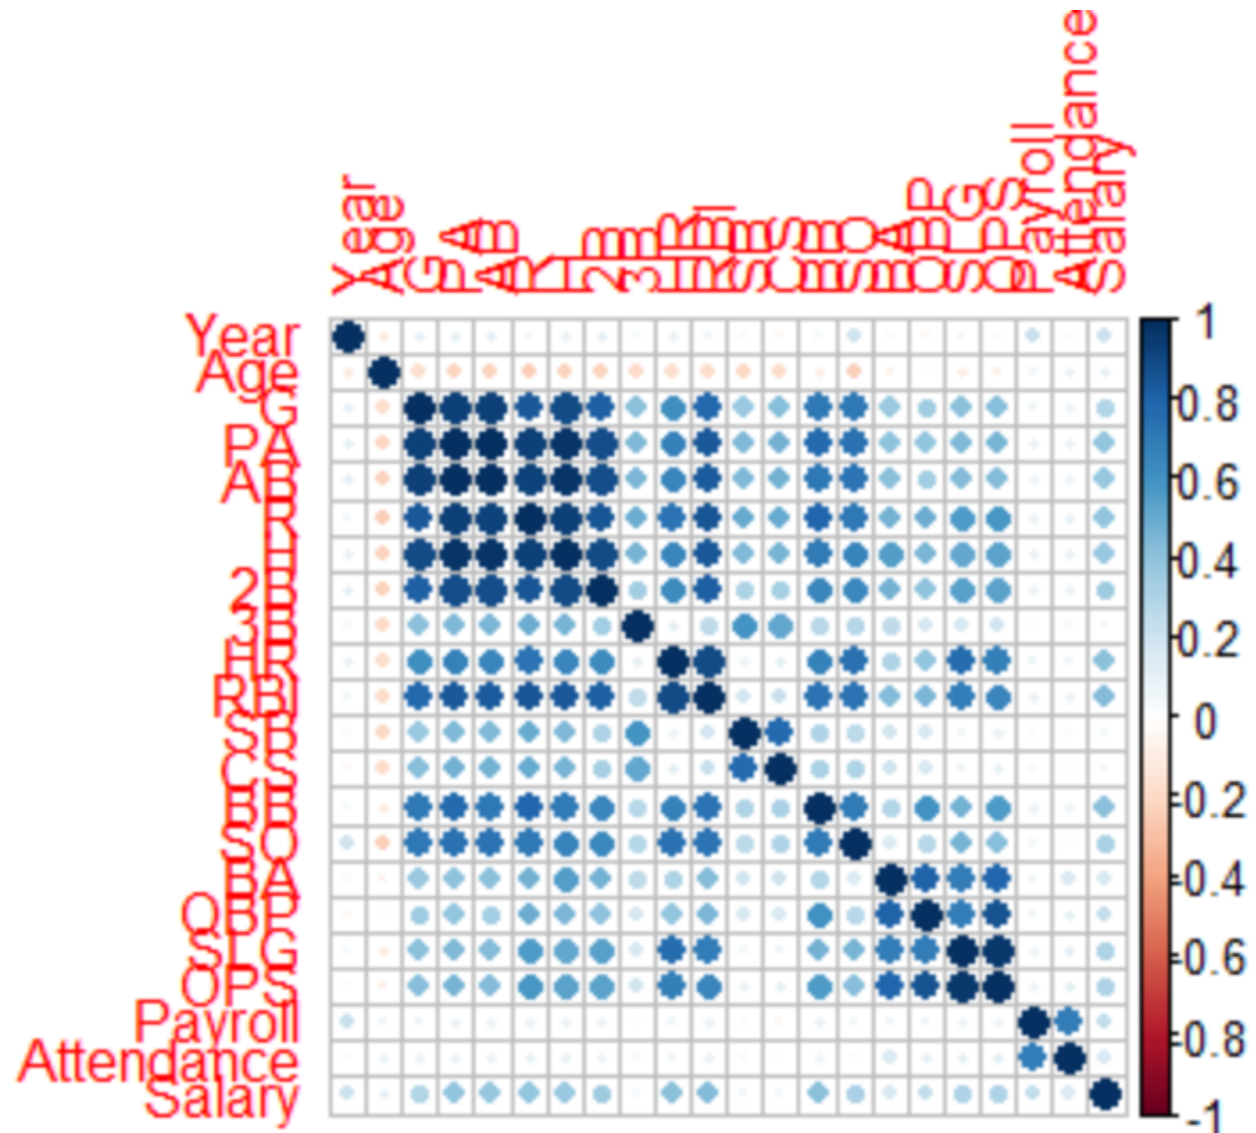 Year
Age
G
PA
AB
R
H
2B
3B
HR
RBI
SB
CS
BB
SO
BA
OBP
SLG
OPS
Payroll
Attendance
Salary
Year
Age
G
PA
AB
R
H
2B
3B
HR
RBI
SB
CS
BB
SO
BA
OBP
SLG
OPS
Payroll
Attendance
Salary
1
0.8
0.6
0.4
0.2
0
-0.2
-0.4
-0.6
-0.8
-1